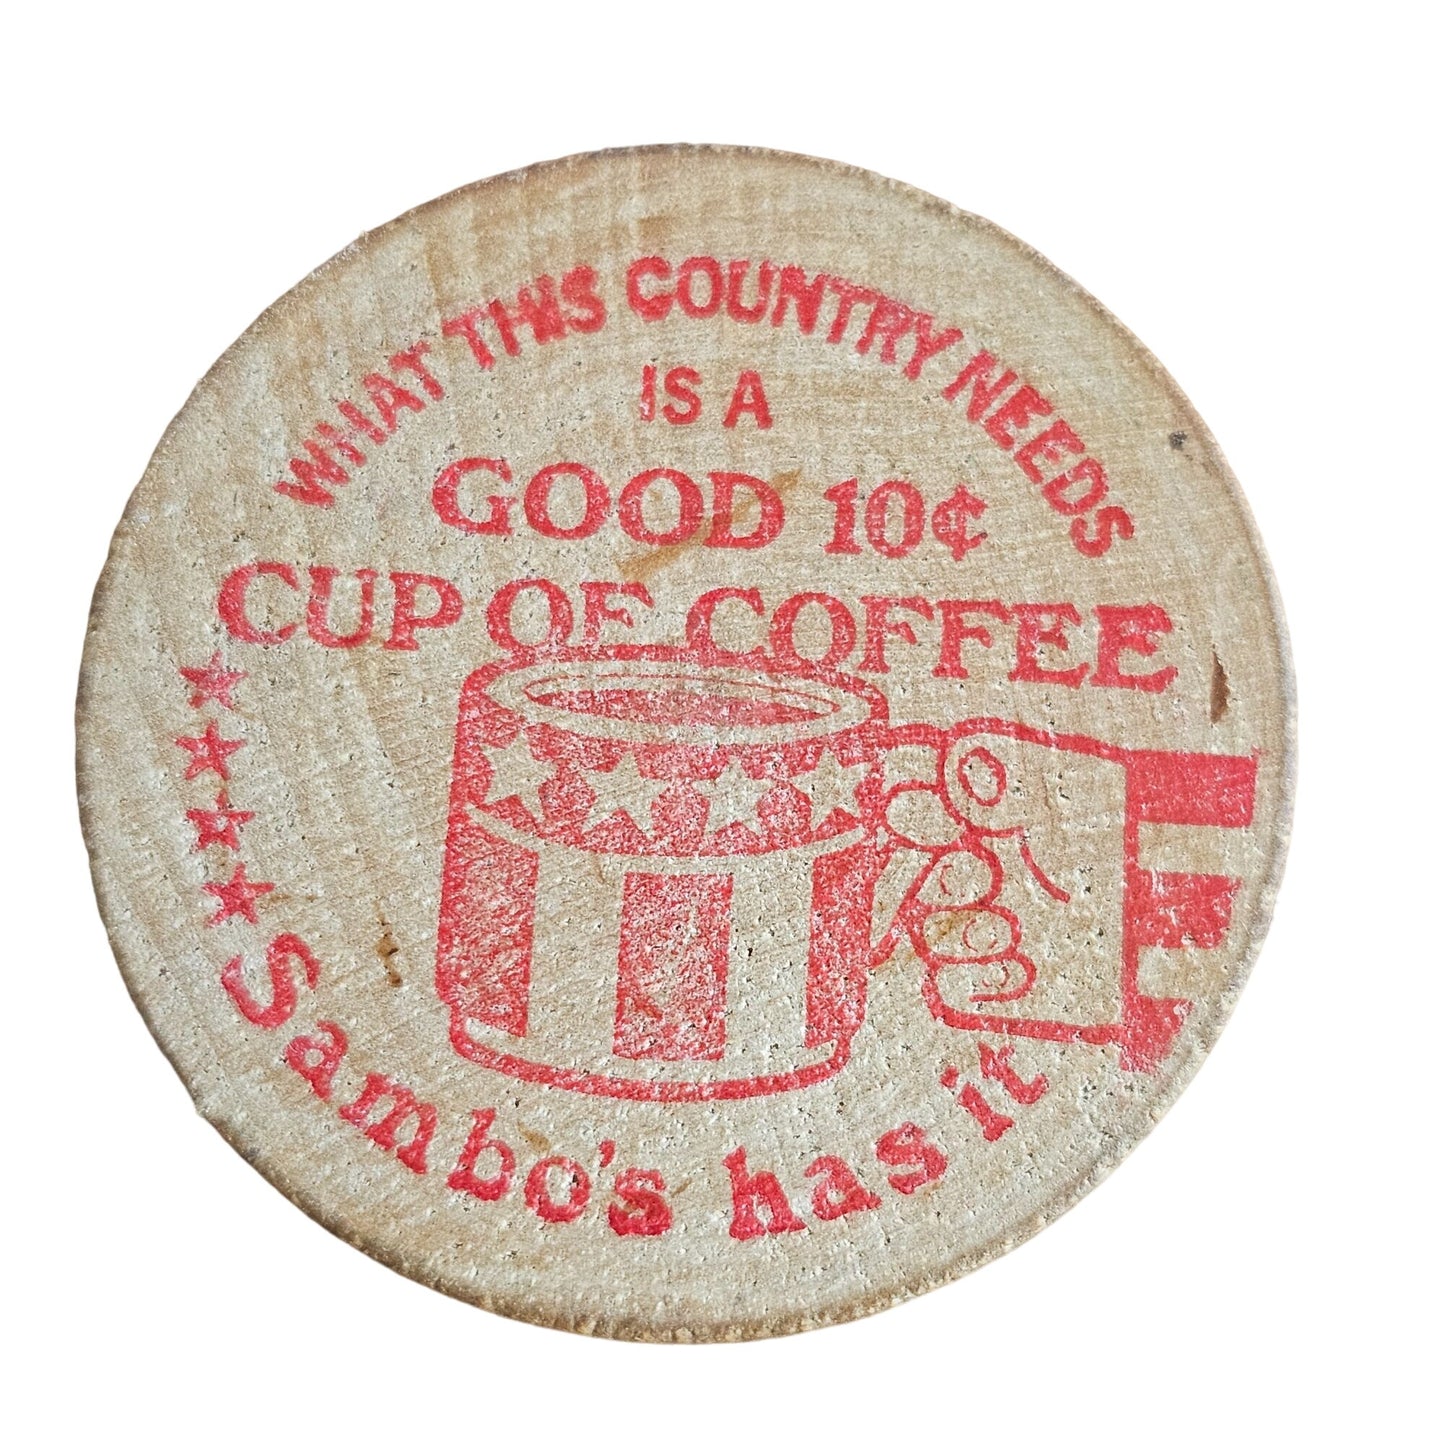 WHAT THIS COUNTRY NEEDS
IS A
GOOD 10¢
CUP OF COFFEE
Sambo's has it